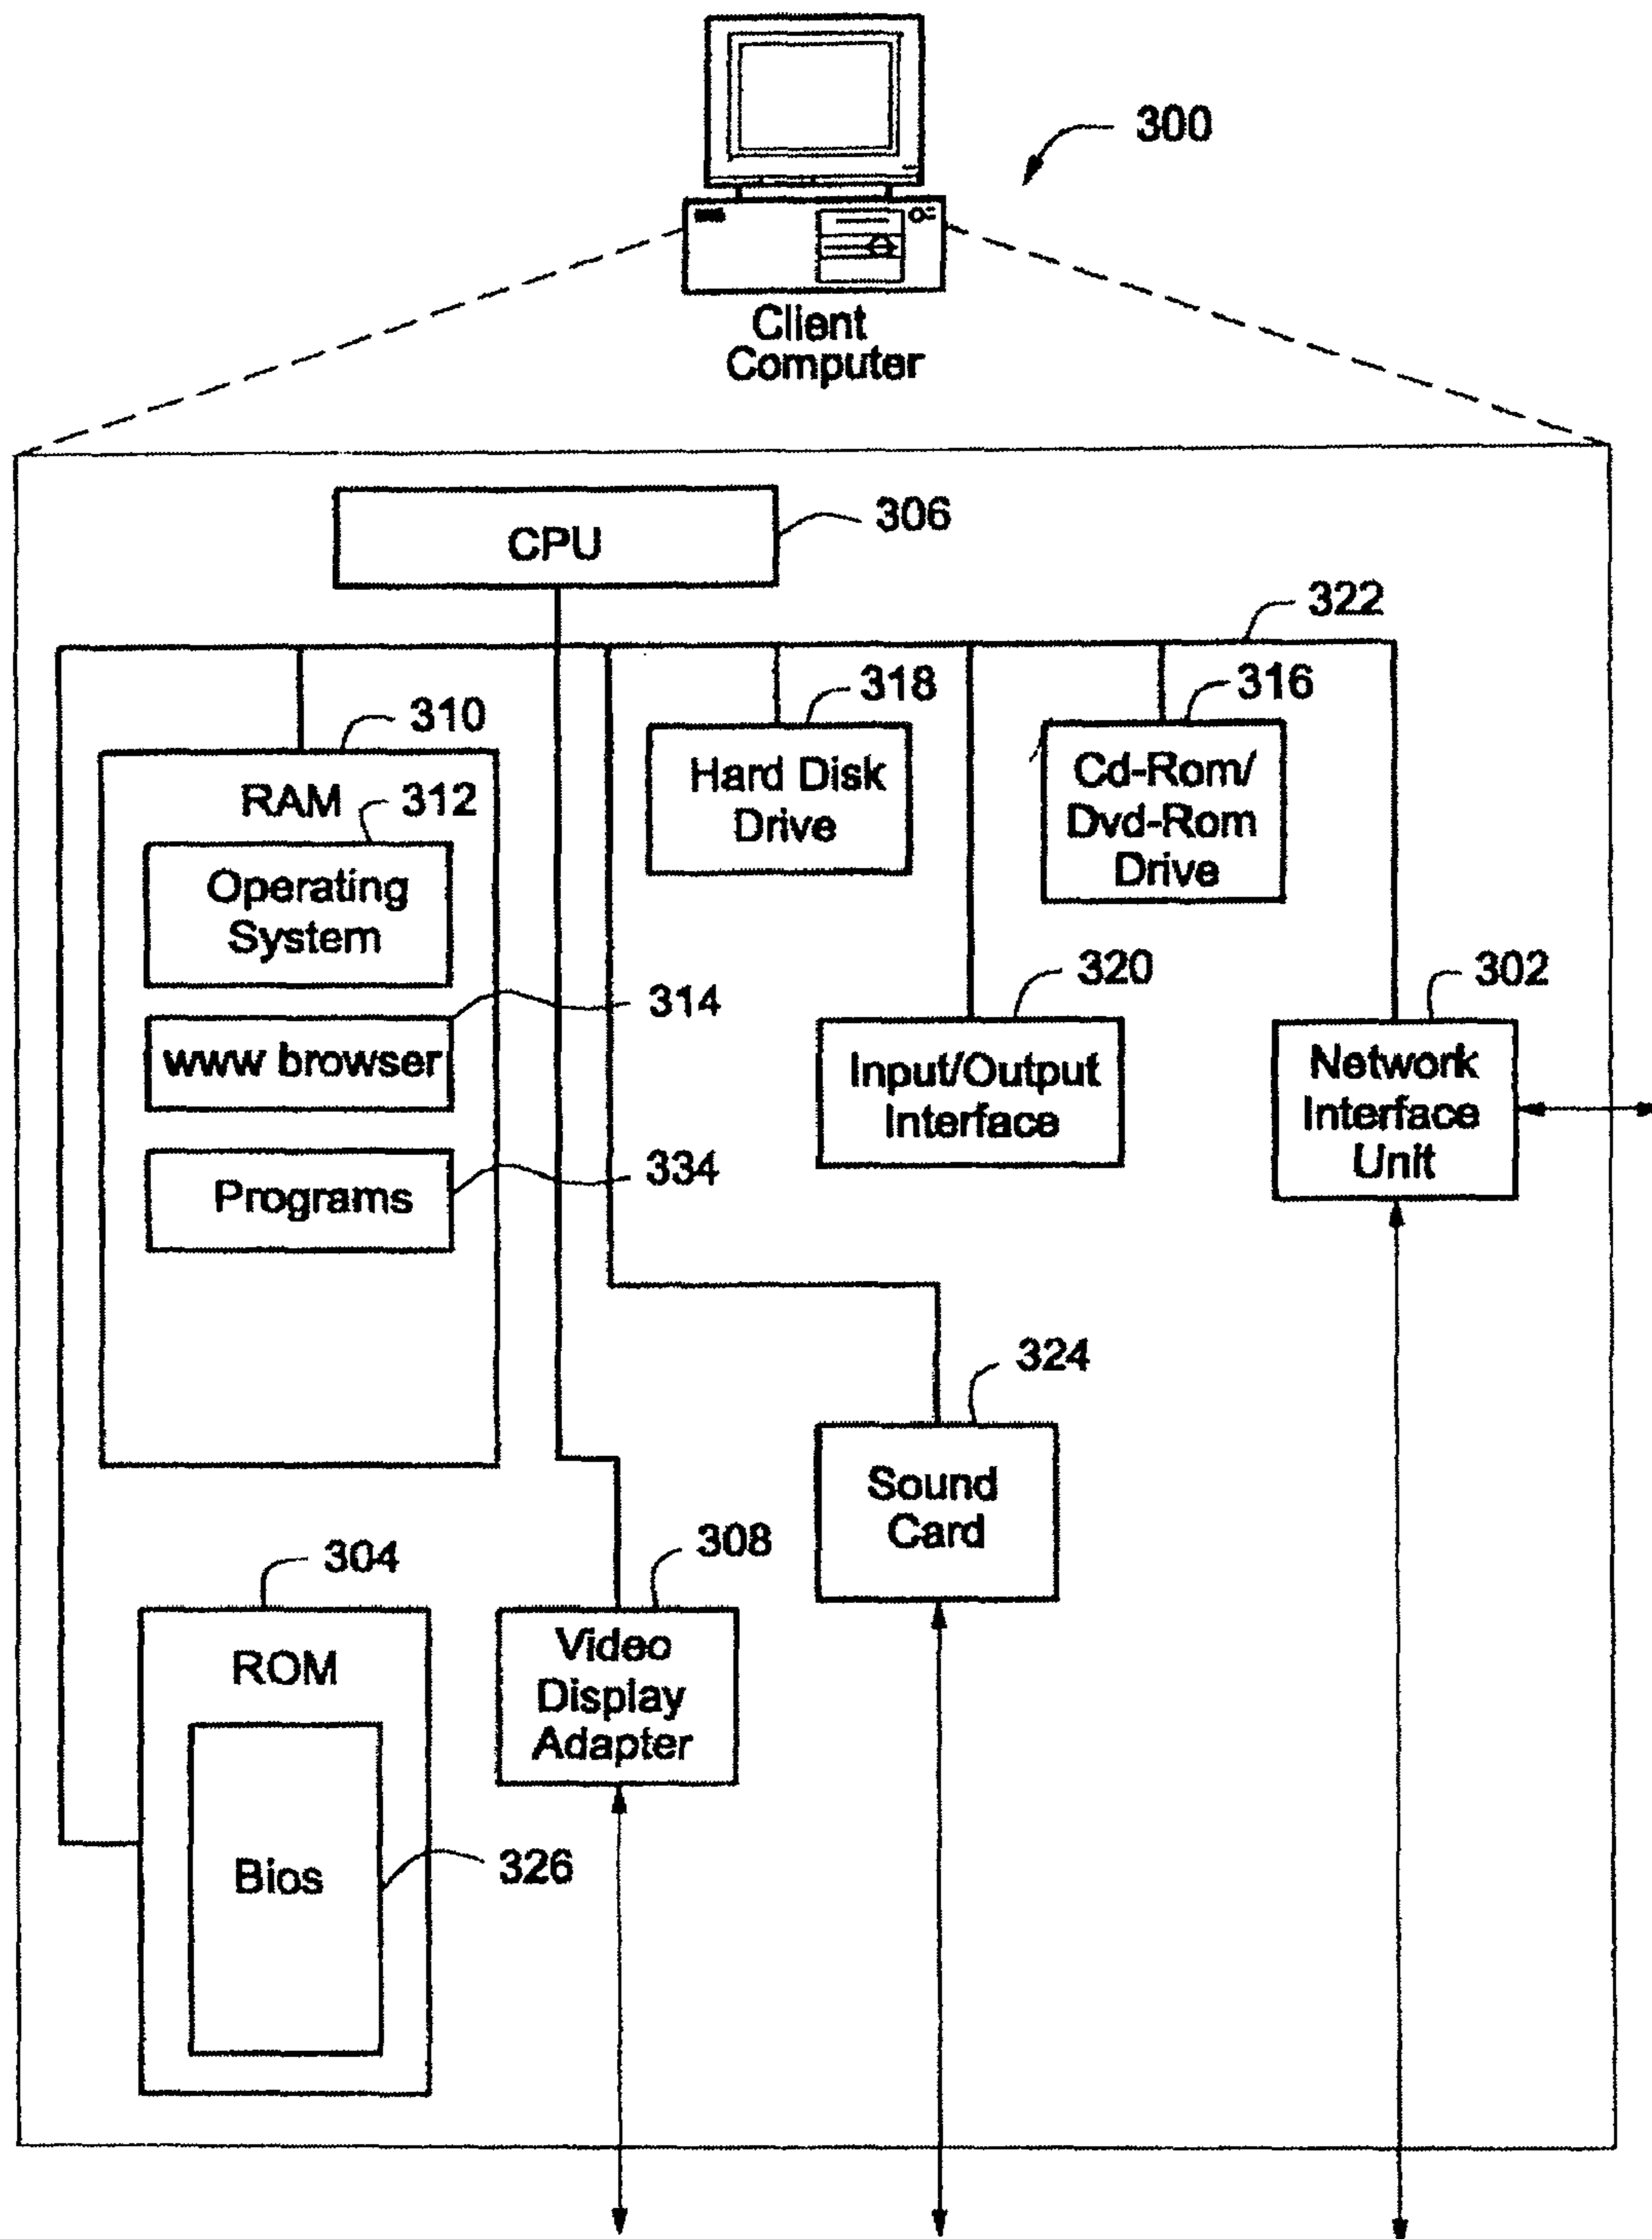 300
Client
Computer
306
CPU
322
318
316
310
Hard Disk
Drive
Cd-Rom/
Dvd-Rom
Drive
RAM
312
Operating
System
314
www browser
320
302
Input/Output
Interface
Network
Interface
Unit
334
Programs
324
Sound
Card
308
304
Video
Display
Adapter
ROM
Bios
326